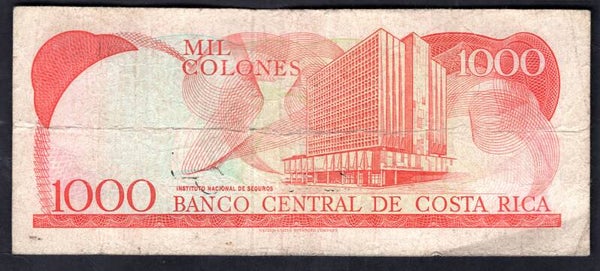 MIL
COLONES
1000
1000
INSTITUTO NACIONAL DE SEGUROS
BANCO CENTRAL DE COSTA RICA